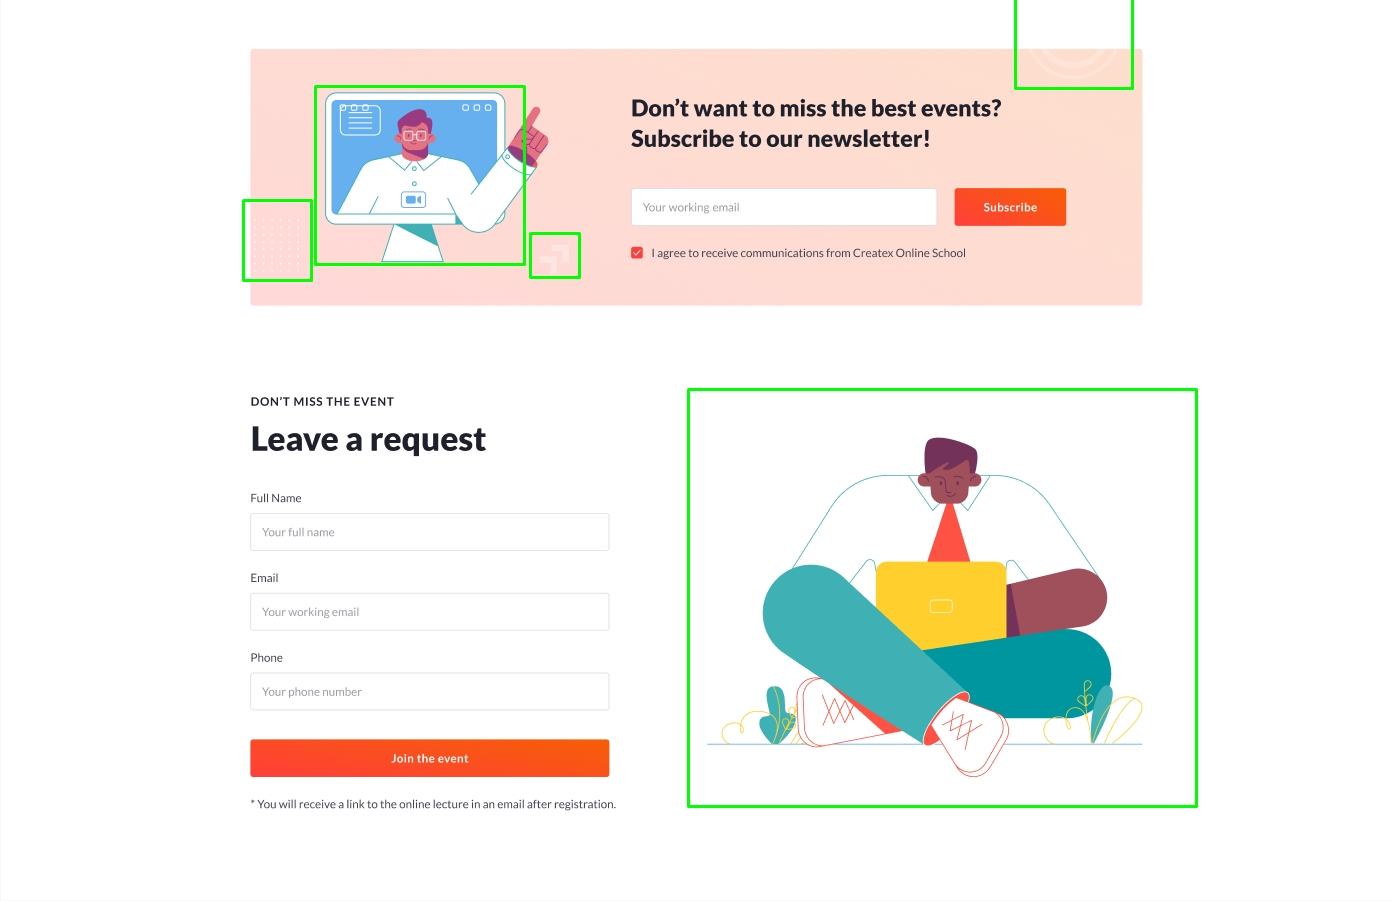 Don’t want to miss the best events?
Subscribe to our newsletter!
Your working email
Subscribe
I agree to receive communications from Createx Online School
DON’T MISS THE EVENT
Leave a request
Full Name
Your full name
Email
Your working email
Phone
Your phone number
Join the event
* You will receive a link to the online lecture in an email after registration.